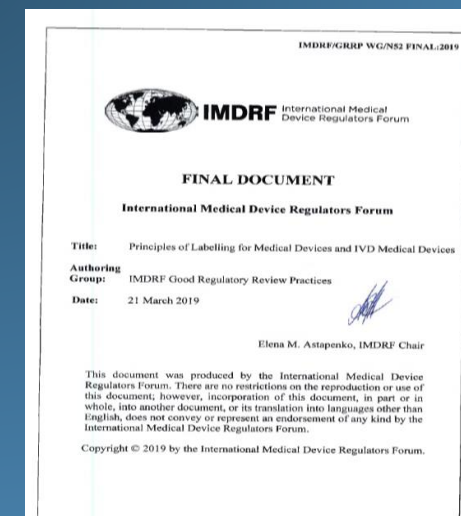 IMDRF/GRRP WG/N52 FINAL:2019
IMDRF International Medical
Device Regulators Forum
FINAL DOCUMENT
International Medical Device Regulators Forum
Title: Principles of Labelling for Medical Devices and IVD Medical Devices
Authoring
Group: IMDRF Good Regulatory Review Practices
Date: 21 March 2019
Elena M. Astapenko, IMDRF Chair
This document was produced by the International Medical Device
Regulators Forum. There are no restrictions on the reproduction or use of
this document; however, incorporation of this document, in part or in
whole, into another document, or its translation into languages other than
English, does not convey or represent an endorsement of any kind by the
International Medical Device Regulators Forum.
Copyright © 2019 by the International Medical Device Regulators Forum.